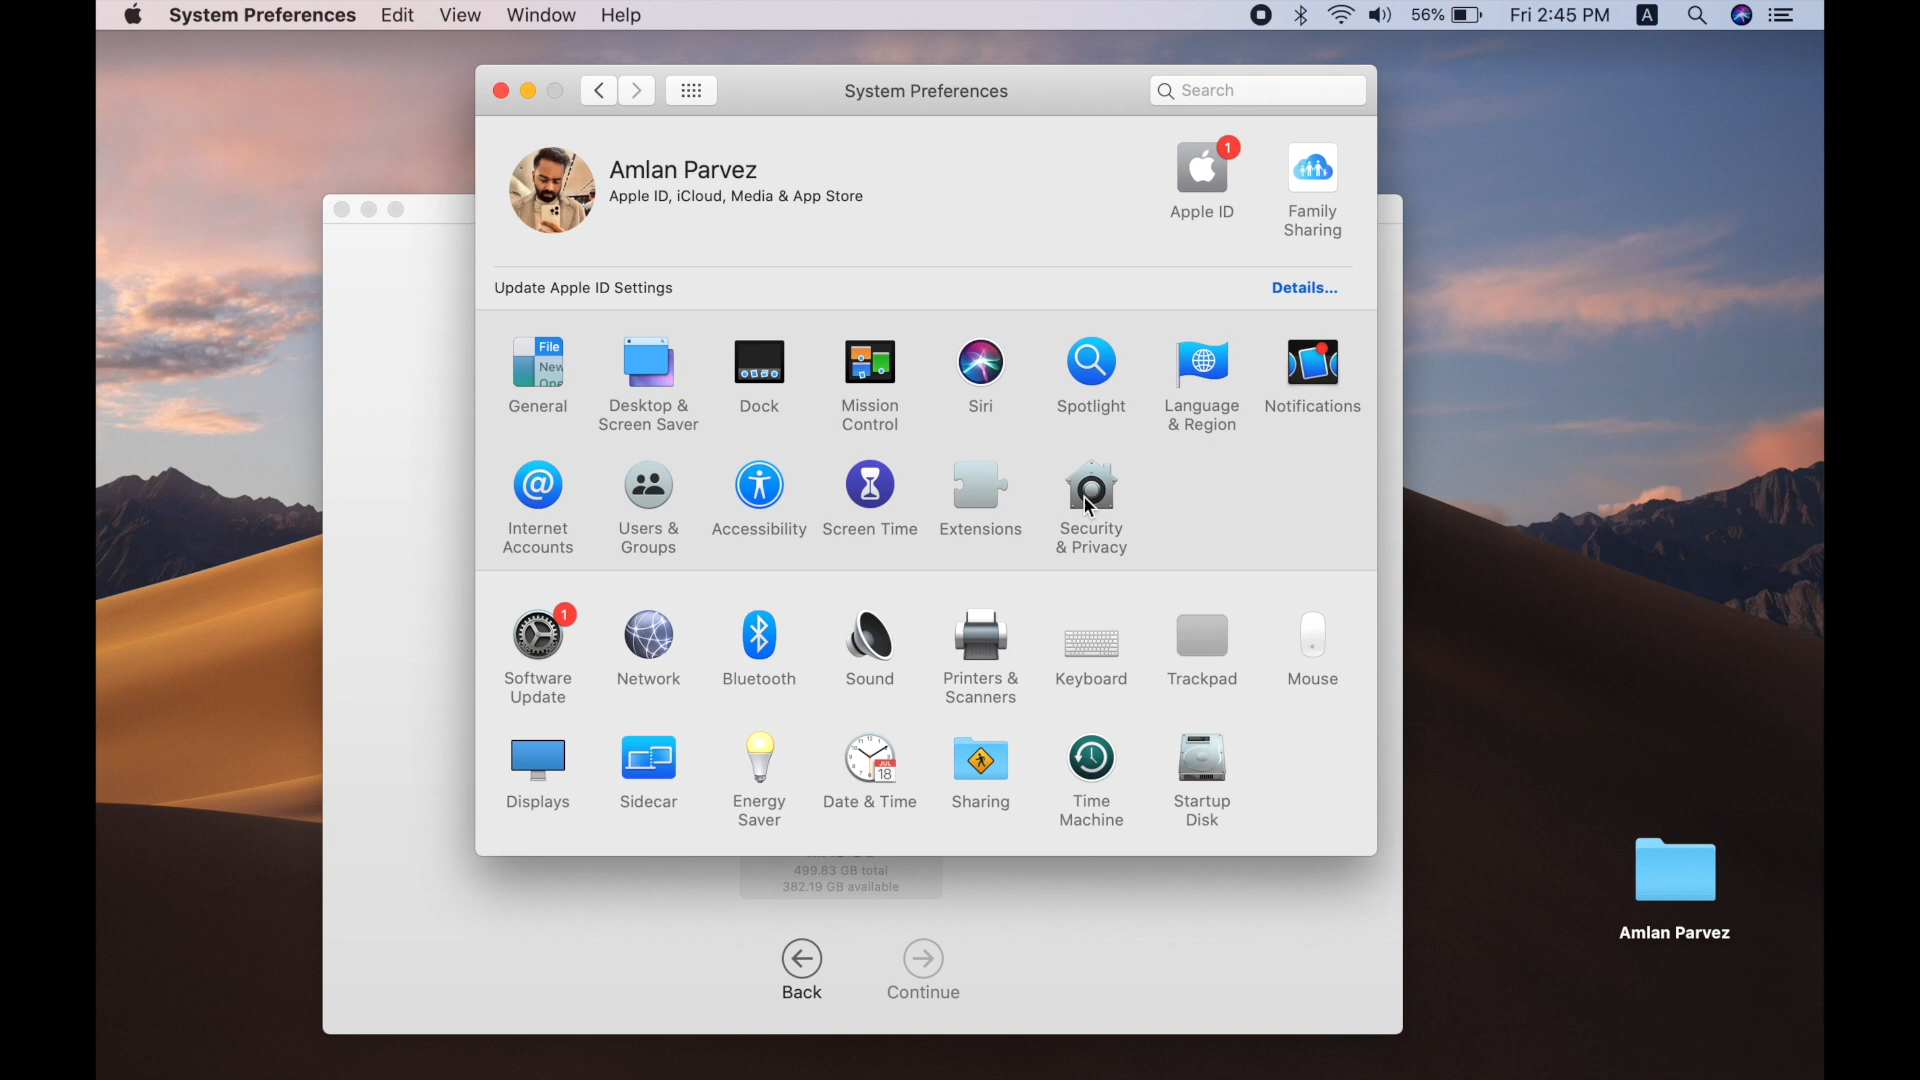 System Preferences Edit View Window Help 56% Fri 2:45 PM A
System Preferences
Search
Amlan Parvez
Apple ID, iCloud, Media & App Store
1
Apple ID
Family
Sharing
Update Apple ID Settings
Details...
File
New
General
Desktop &
Screen Saver
Dock
Mission
Control
Siri
Spotlight
Language
& Region
Notifications
@
Internet
Accounts
Users &
Groups
Accessibility
Screen Time
Extensions
Security
& Privacy
1
Software
Update
Network
Bluetooth
Sound
Printers &
Scanners
Keyboard
Trackpad
Mouse
Displays
Sidecar
Energy
Saver
JUL
18
Date & Time
Sharing
Time
Machine
Startup
Disk
499.83 GB total
382.19 GB available
Back
Continue
Amlan Parvez